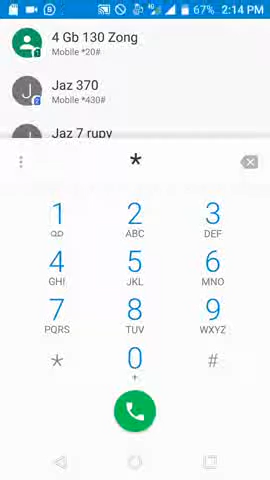 67% 2:14 PM
4 Gb 130 Zong
Mobile *20#
Jaz 370
Mobile *430#
Jaz 7 rupy
*
1 2 3
ABC DEF
4 5 6
GHI JKL MNO
7 8 9
PQRS TUV WXYZ
* 0 #
+